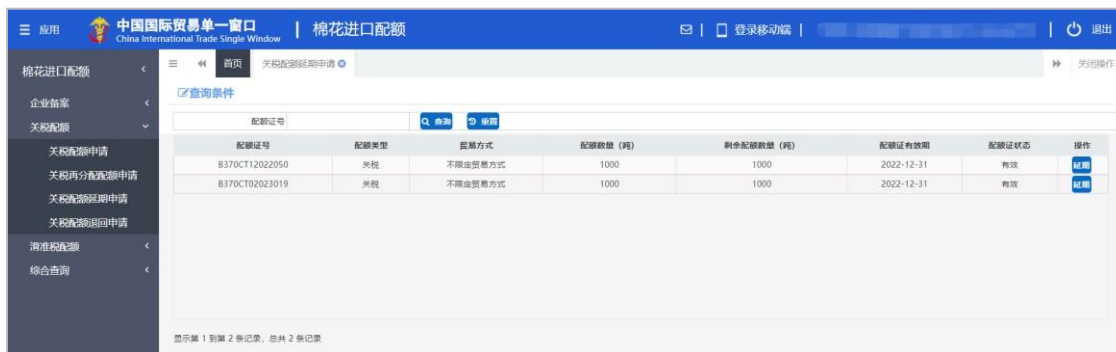 应用
中国国际贸易单一窗口
China International Trade Single Window
棉花进口配额
登录移动端
退出
棉花进口配额
首页
关税配额延期申请
关闭操作
查询条件
企业备案
配额证号
查询
重置
关税配额
关税配额申请
关税再分配配额申请
关税配额延期申请
关税配额退回申请
滑准税配额
综合查询
配额证号 配额类型 贸易方式 配额数量（吨） 剩余配额数量（吨） 配额证有效期 配额证状态 操作
B370CT12022050 关税 不限定贸易方式 1000 1000 2022-12-31 有效 延期
B370CT02023019 关税 不限定贸易方式 1000 1000 2022-12-31 有效 延期
显示第 1 到第 2 条记录，总共 2 条记录